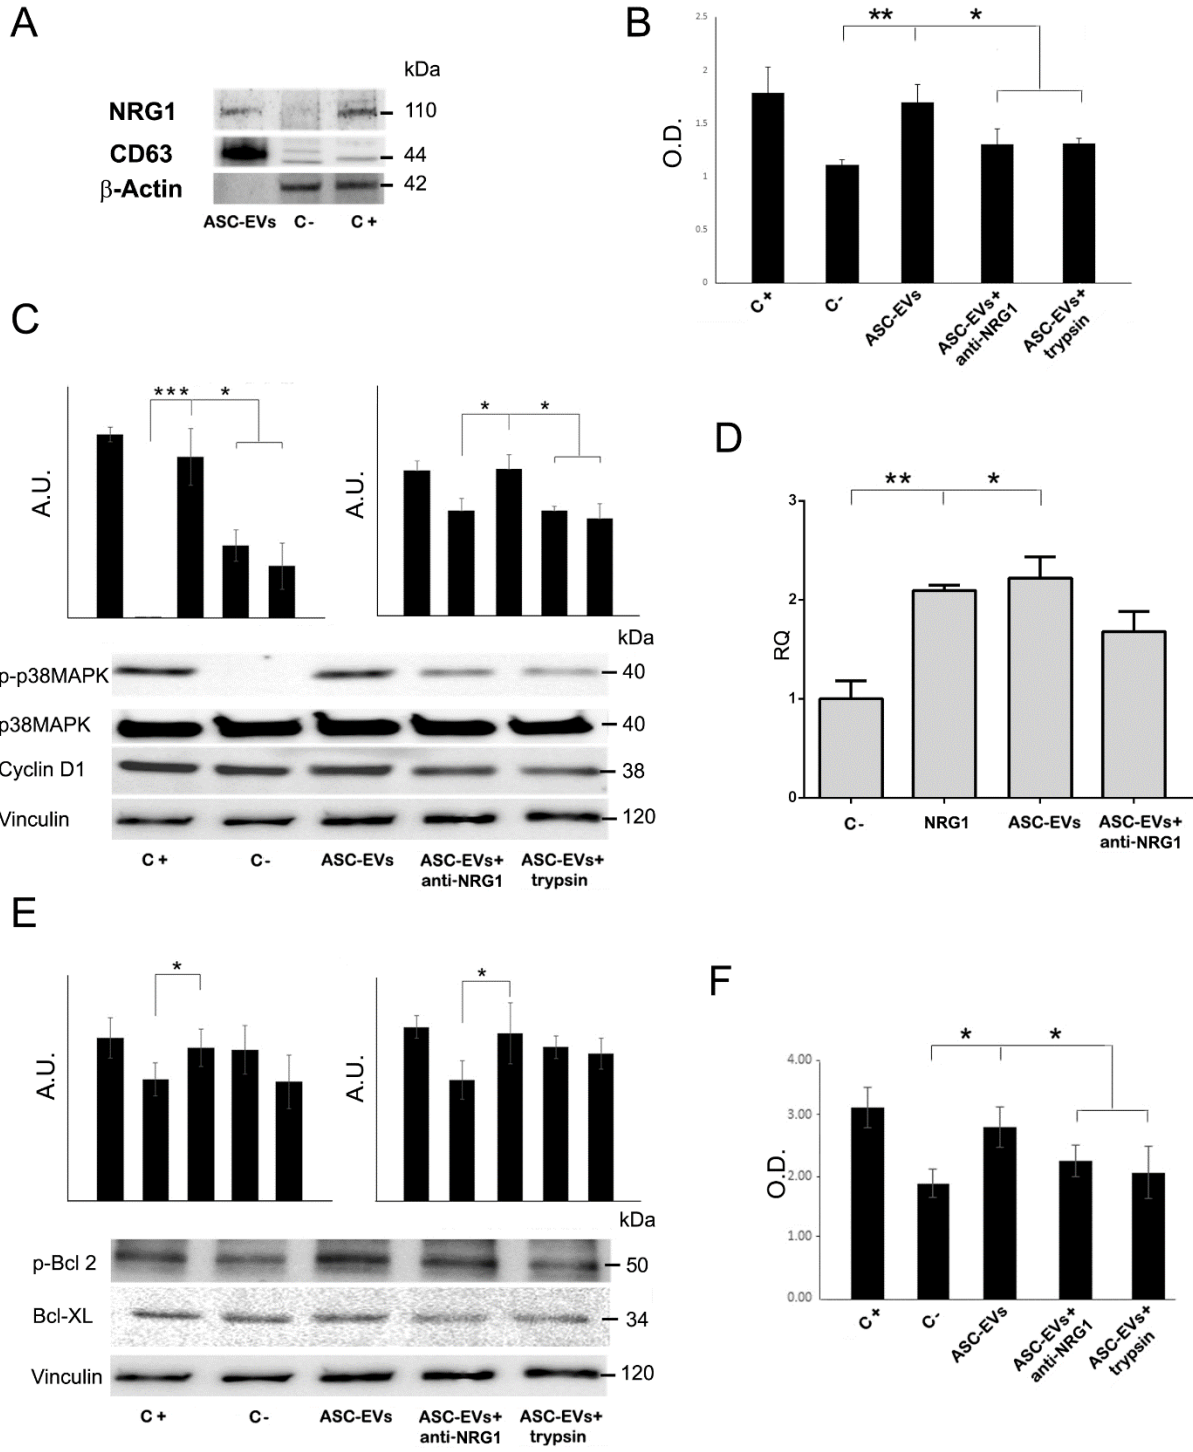 A
kDa
NRG1
110
CD63
44
β-Actin
42
ASC-EVs C- C+
B
** *
O.D.
2.5
2
1.5
1
0.5
0
C+
C-
ASC-EVs
ASC-EVs+
anti-NRG1
ASC-EVs+
trypsin
C
*** *
A.U.
* *
A.U.
kDa
p-p38MAPK
40
p38MAPK
40
Cyclin D1
38
Vinculin
120
C+ C- ASC-EVs ASC-EVs+ ASC-EVs+
anti-NRG1 trypsin
D
** *
RQ
3
2
1
0
C- NRG1 ASC-EVs ASC-EVs+
anti-NRG1
E
*
A.U.
*
A.U.
kDa
p-Bcl 2
50
Bcl-XL
34
Vinculin
120
C+ C- ASC-EVs ASC-EVs+ ASC-EVs+
anti-NRG1 trypsin
F
* *
O.D.
4.00
3.00
2.00
1.00
0.00
C+
C-
ASC-EVs
ASC-EVs+
anti-NRG1
ASC-EVs+
trypsin